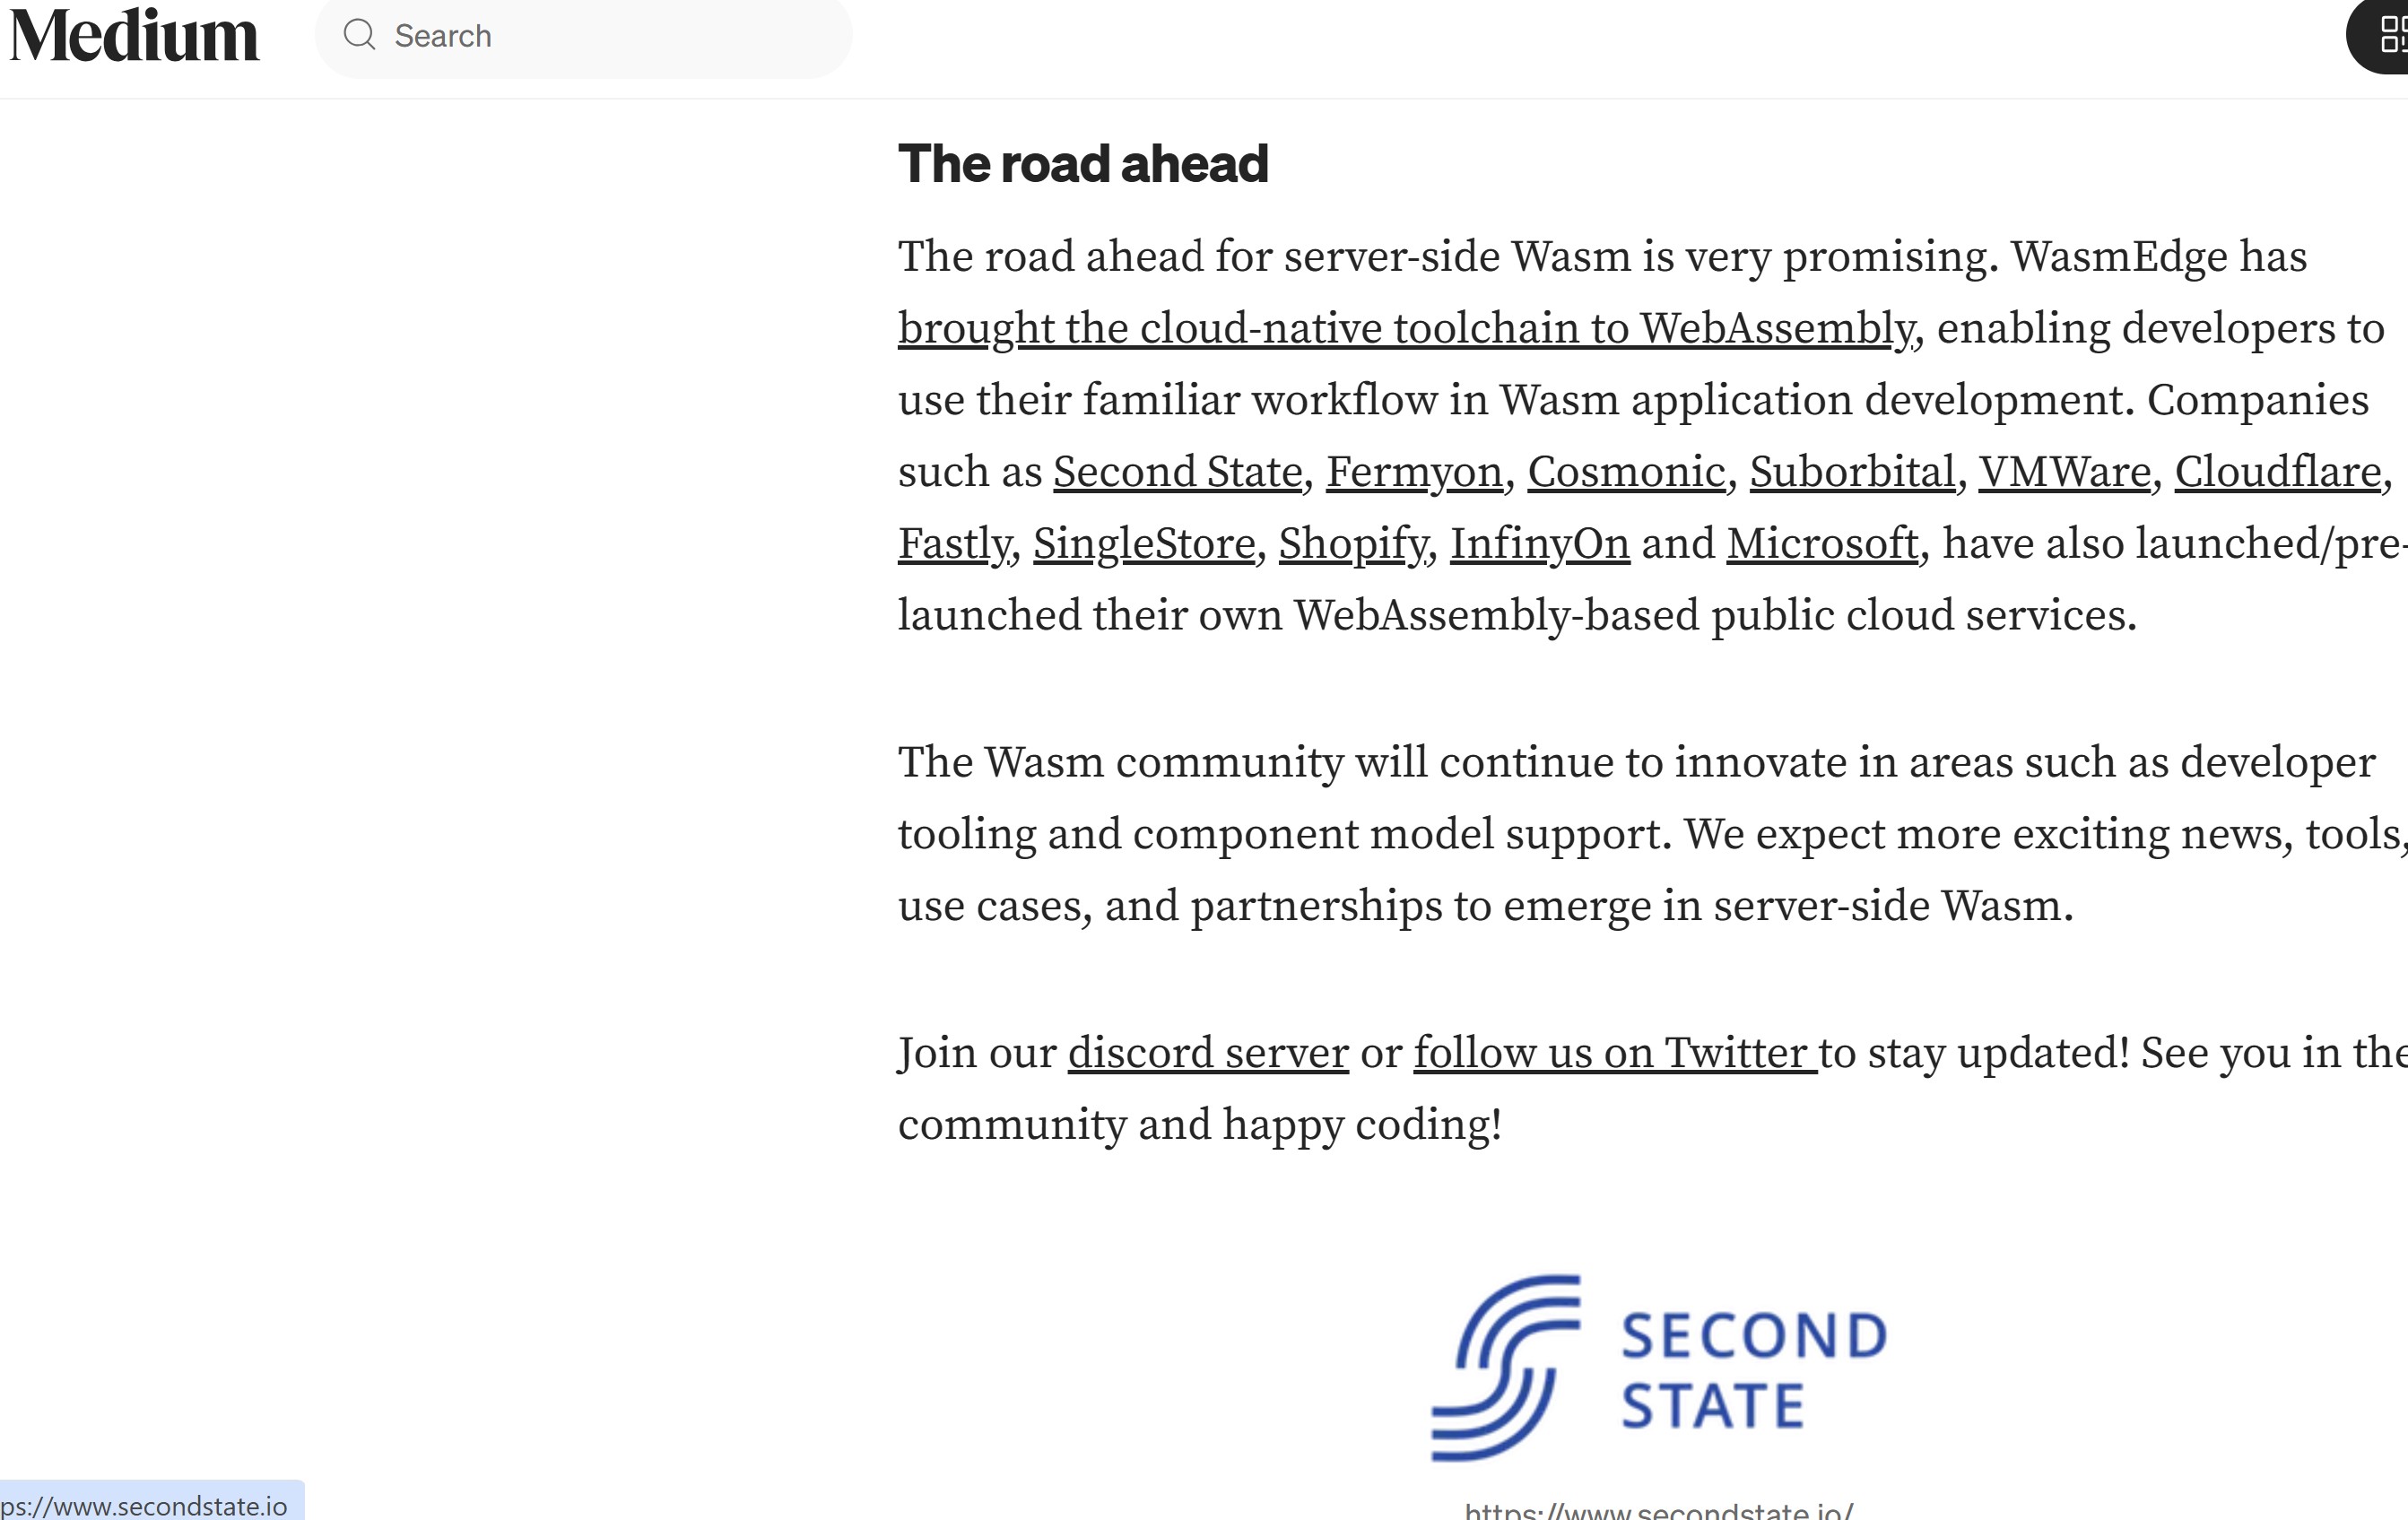 Medium
Search
The road ahead
The road ahead for server-side Wasm is very promising. WasmEdge has
brought the cloud-native toolchain to WebAssembly, enabling developers to
use their familiar workflow in Wasm application development. Companies
such as Second State, Fermyon, Cosmonic, Suborbital, VMWare, Cloudflare,
Fastly, SingleStore, Shopify, InfinyOn and Microsoft, have also launched/pre-
launched their own WebAssembly-based public cloud services.
The Wasm community will continue to innovate in areas such as developer
tooling and component model support. We expect more exciting news, tools,
use cases, and partnerships to emerge in server-side Wasm.
Join our discord server or follow us on Twitter to stay updated! See you in the
community and happy coding!
SECOND
STATE
ps://www.secondstate.io
https://www.secondstate.io/